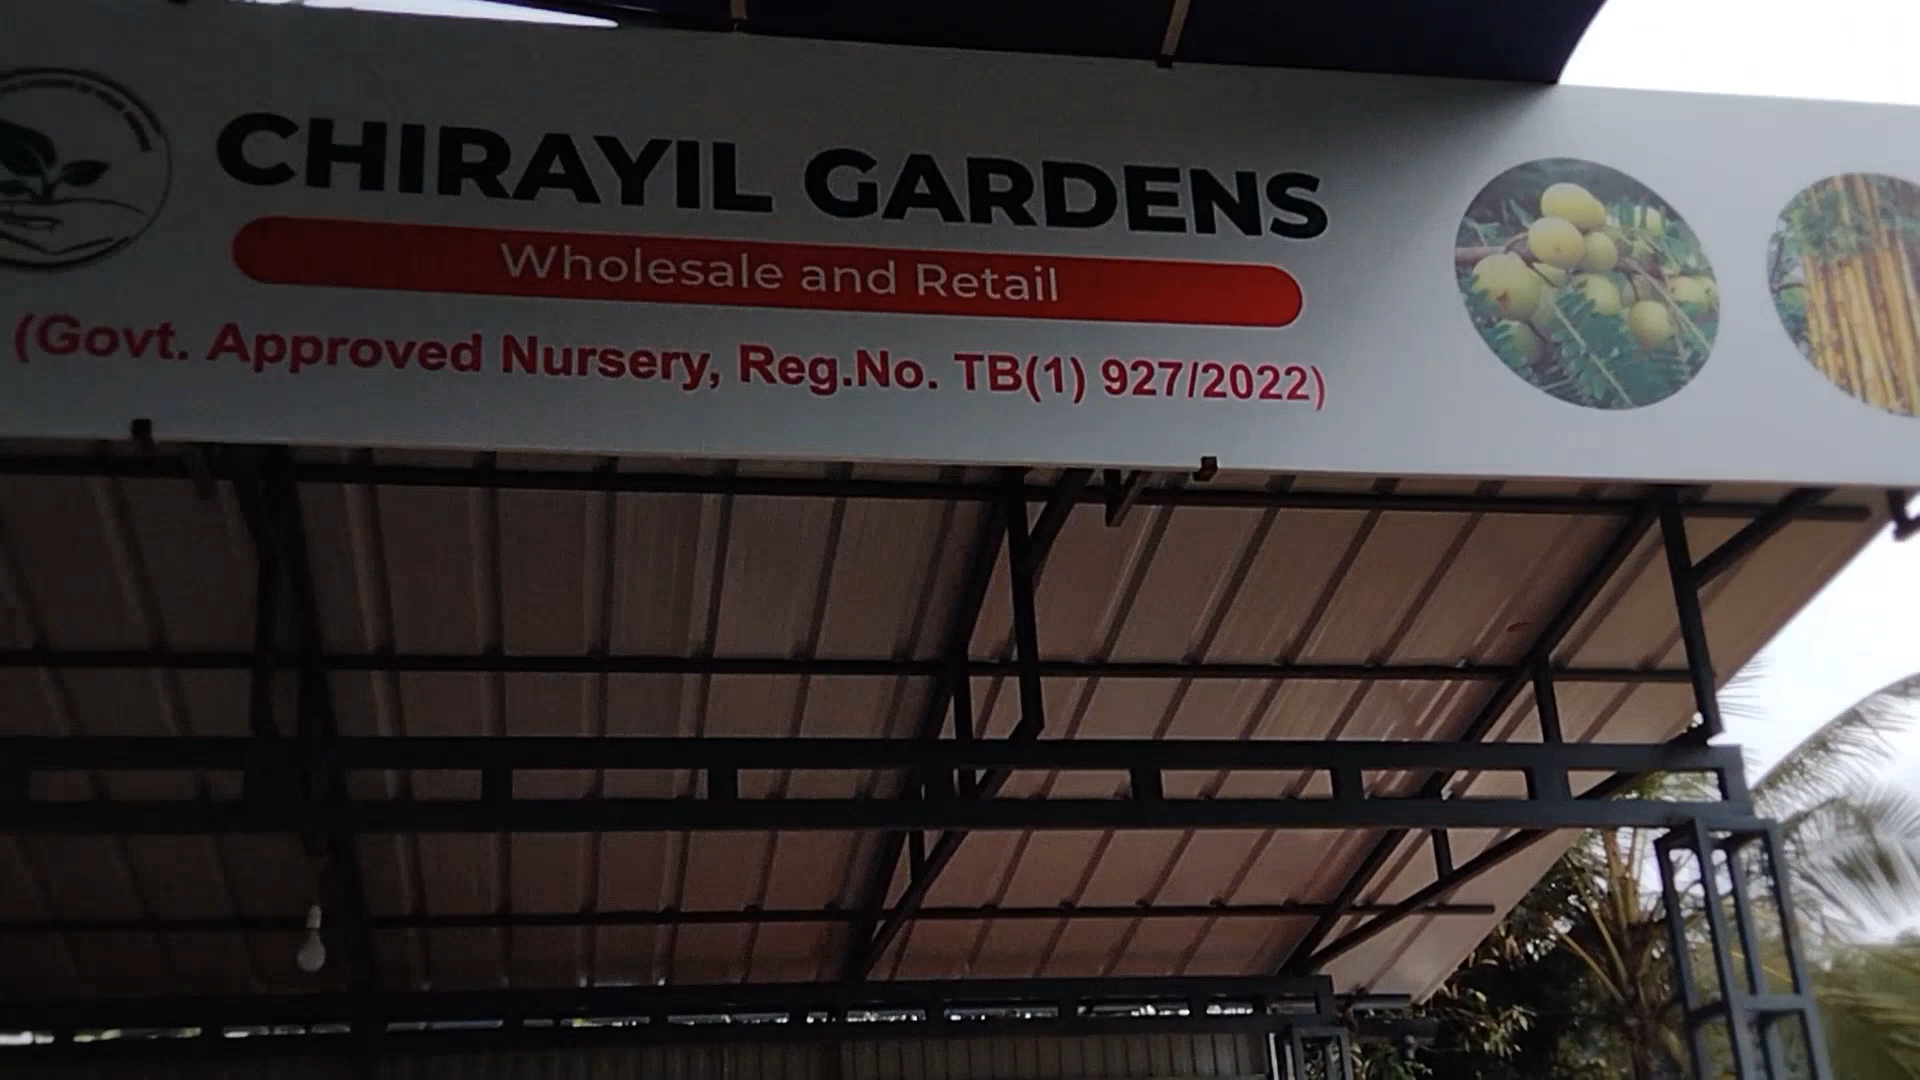 CHIRAYIL GARDENS
Wholesale and Retail
(Govt. Approved Nursery, Reg.No. TB(1) 927/2022)